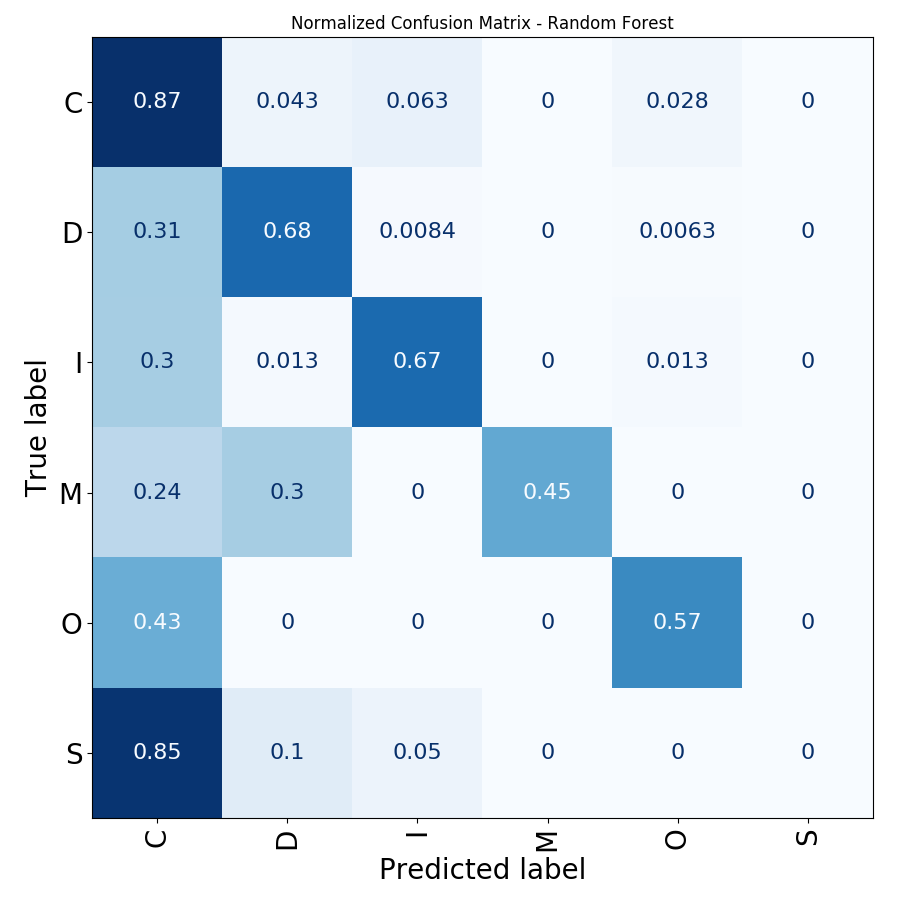 Normalized Confusion Matrix - Random Forest
C 0.87 0.043 0.063 0 0.028 0
D 0.31 0.68 0.0084 0 0.0063 0
I 0.3 0.013 0.67 0 0.013 0
M 0.24 0.3 0 0.45 0 0
O 0.43 0 0 0 0.57 0
S 0.85 0.1 0.05 0 0 0
True label
C D I M O S
Predicted label